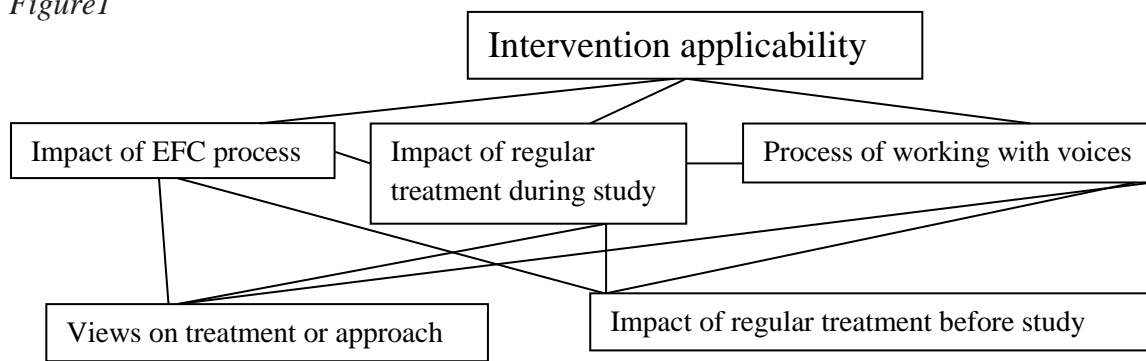 Figure1
Intervention applicability
Impact of EFC process
Impact of regular
treatment during study
Process of working with voices
Views on treatment or approach
Impact of regular treatment before study